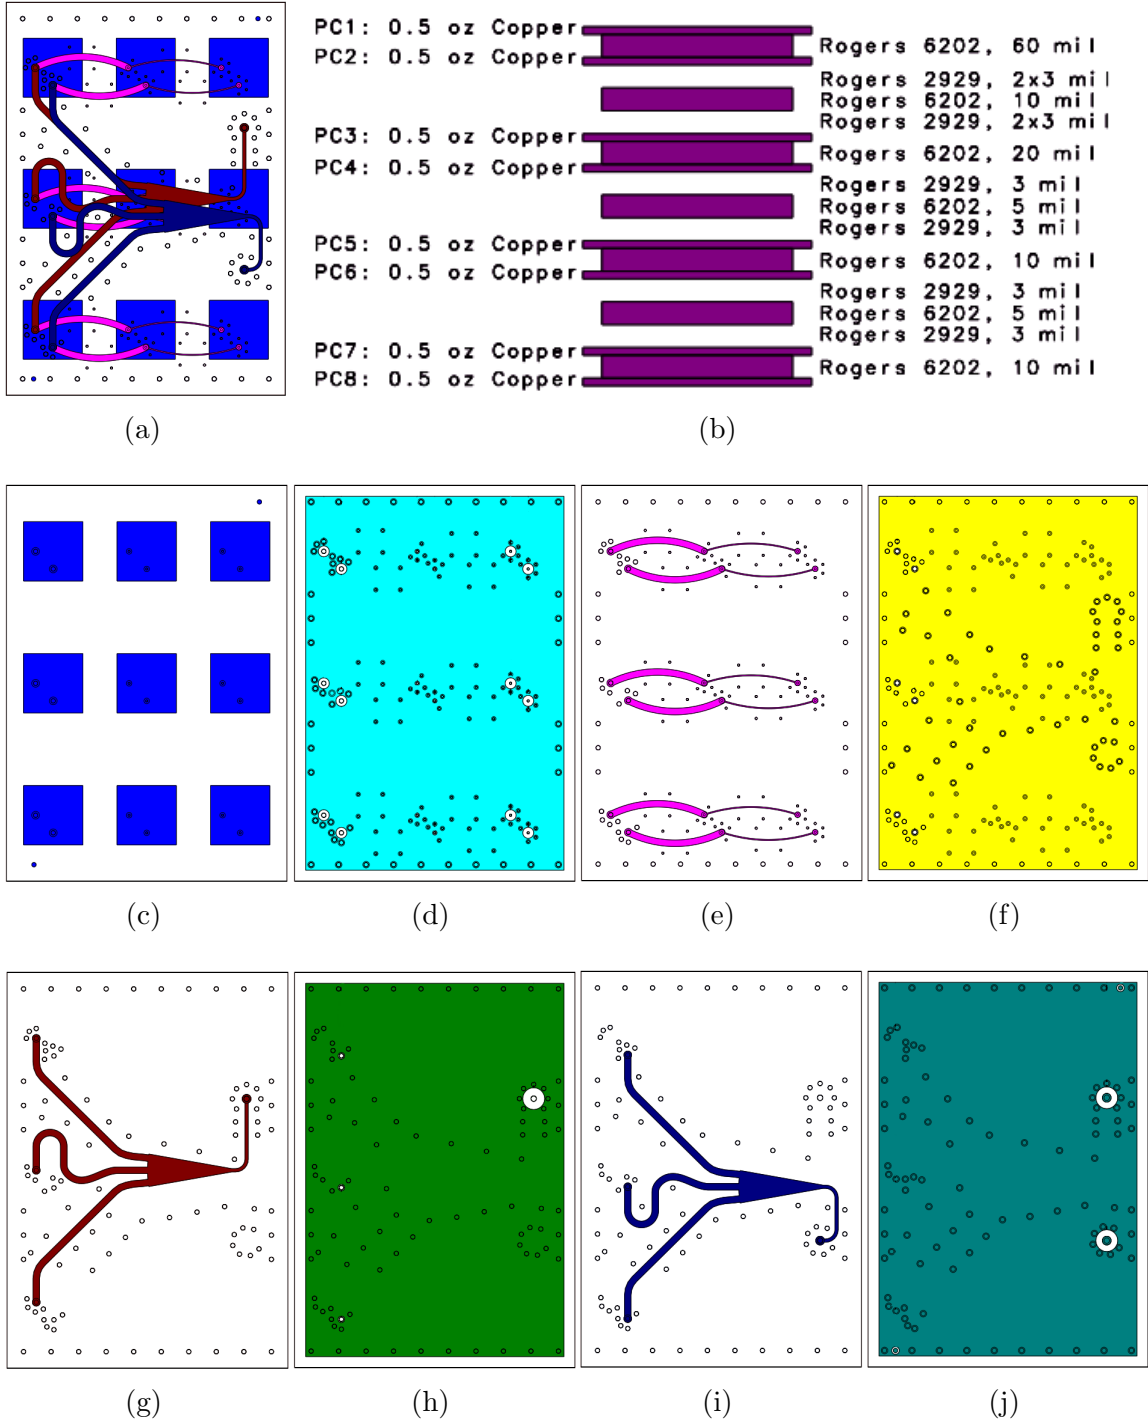 PC1: 0.5 oz Copper
PC2: 0.5 oz Copper
Rogers 6202, 60 mil
Rogers 2929, 2x3 mil
Rogers 6202, 10 mil
Rogers 2929, 2x3 mil
PC3: 0.5 oz Copper
PC4: 0.5 oz Copper
Rogers 6202, 20 mil
Rogers 2929, 3 mil
Rogers 6202, 5 mil
Rogers 2929, 3 mil
PC5: 0.5 oz Copper
PC6: 0.5 oz Copper
Rogers 6202, 10 mil
Rogers 2929, 3 mil
Rogers 6202, 5 mil
Rogers 2929, 3 mil
PC7: 0.5 oz Copper
PC8: 0.5 oz Copper
Rogers 6202, 10 mil
(a)
(b)
(c)
(d)
(e)
(f)
(g)
(h)
(i)
(j)